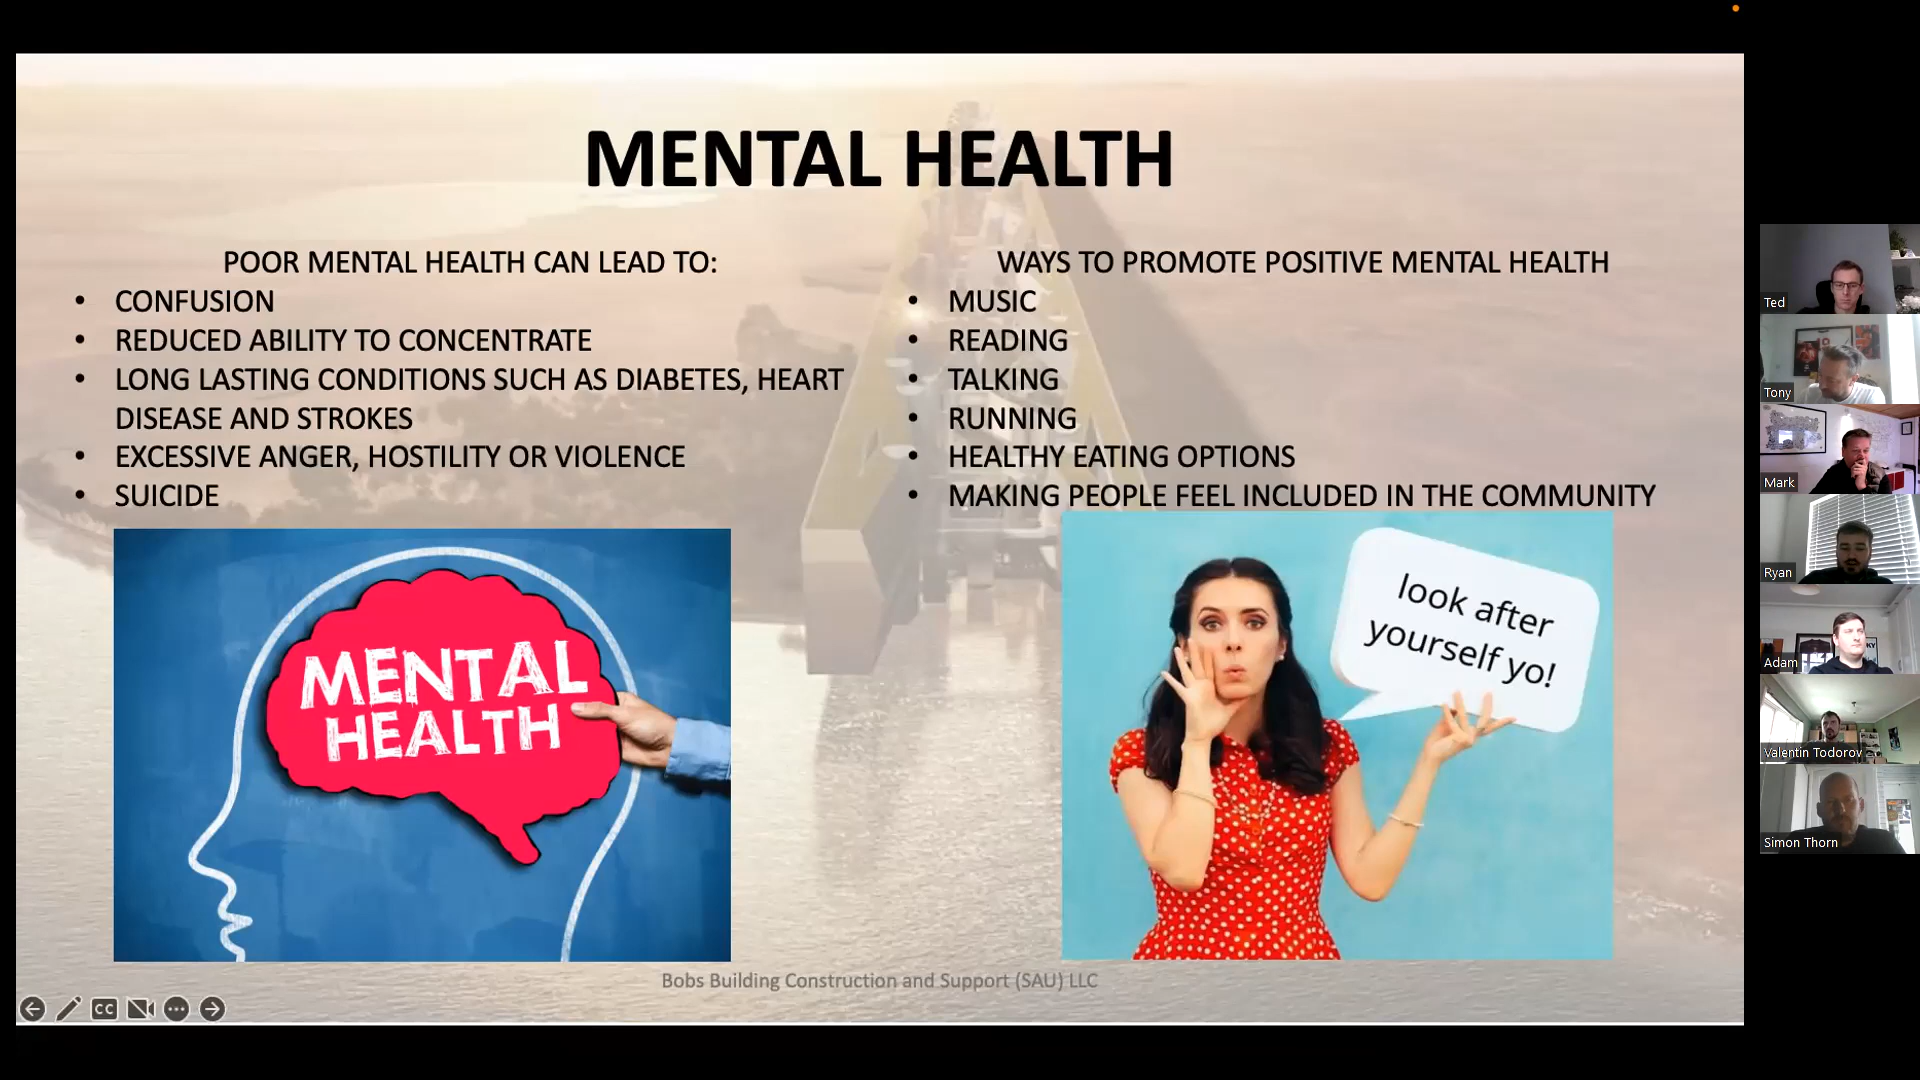 MENTAL HEALTH
POOR MENTAL HEALTH CAN LEAD TO:
• CONFUSION
• REDUCED ABILITY TO CONCENTRATE
• LONG LASTING CONDITIONS SUCH AS DIABETES, HEART
DISEASE AND STROKES
• EXCESSIVE ANGER, HOSTILITY OR VIOLENCE
• SUICIDE
WAYS TO PROMOTE POSITIVE MENTAL HEALTH
• MUSIC
• READING
• TALKING
• RUNNING
• HEALTHY EATING OPTIONS
• MAKING PEOPLE FEEL INCLUDED IN THE COMMUNITY
MENTAL
HEALTH
look after
yourself yo!
Bobs Building Construction and Support (SAU) LLC
CC
Ted
Tony
Mark
Ryan
Adam
Valentin Todorov
Simon Thorn